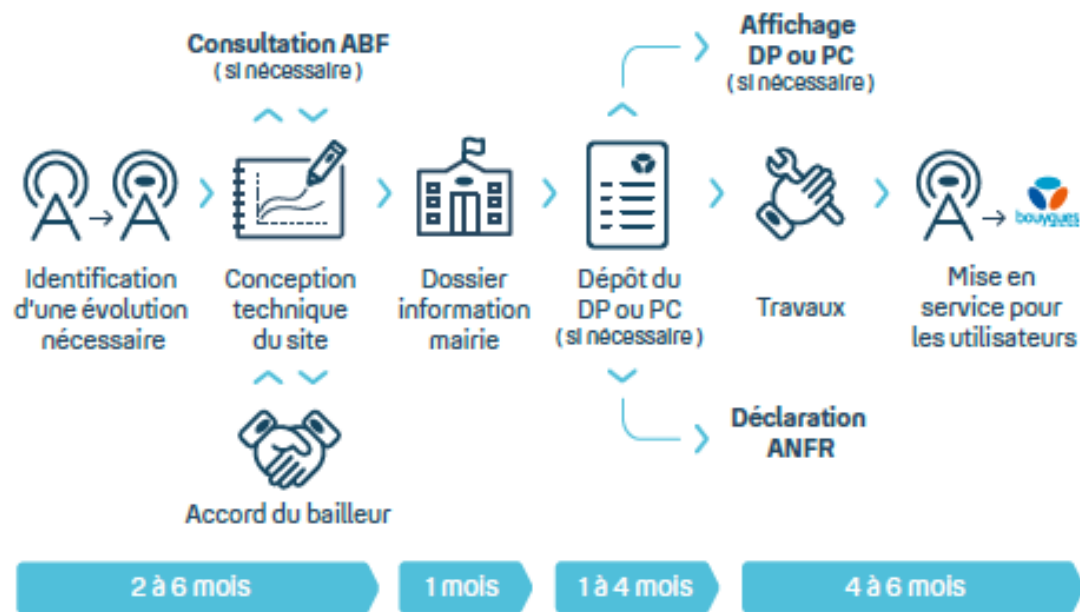 Consultation ABF
( si nécessaire )
Affichage
DP ou PC
( si nécessaire )
Identification
d'une évolution
nécessaire
Conception
technique
du site
Dossier
information
mairie
Dépôt du
DP ou PC
( si nécessaire )
Travaux
bouygues
Mise en
service pour
les utilisateurs
Accord du bailleur
Déclaration
ANFR
2 à 6 mois
1 mois
1 à 4 mois
4 à 6 mois